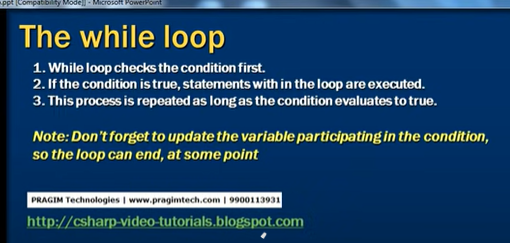 .ppt [Compatibility Mode] - Microsoft PowerPoint
The while loop
1. While loop checks the condition first.
2. If the condition is true, statements with in the loop are executed.
3. This process is repeated as long as the condition evaluates to true.
Note: Don't forget to update the variable participating in the condition,
so the loop can end, at some point
PRAGIM Technologies | www.pragimtech.com | 9900113931
http://csharp-video-tutorials.blogspot.com